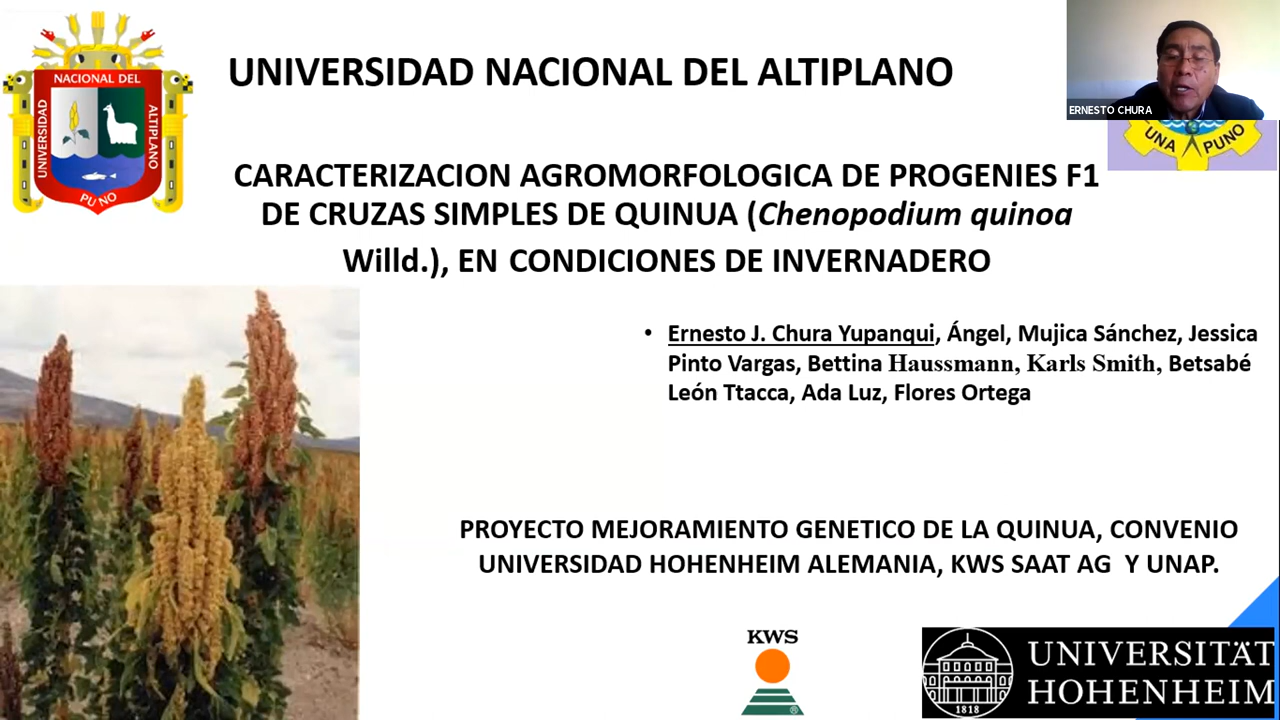 UNIVERSIDAD NACIONAL DEL ALTIPLANO
NACIONAL DEL
UNIVERSIDAD
ALTIPLANO
PUNO
ERNESTO CHURA
UNA PUNO
CARACTERIZACION AGROMORFOLOGICA DE PROGENIES F1
DE CRUZAS SIMPLES DE QUINUA (Chenopodium quinoa
Willd.), EN CONDICIONES DE INVERNADERO
• Ernesto J. Chura Yupanqui, Ángel, Mujica Sánchez, Jessica
Pinto Vargas, Bettina Haussmann, Karls Smith, Betsabé
León Ttacca, Ada Luz, Flores Ortega
PROYECTO MEJORAMIENTO GENETICO DE LA QUINUA, CONVENIO
UNIVERSIDAD HOHENHEIM ALEMANIA, KWS SAAT AG Y UNAP.
KWS
®
1818
UNIVERSITÄT
HOHENHEIM